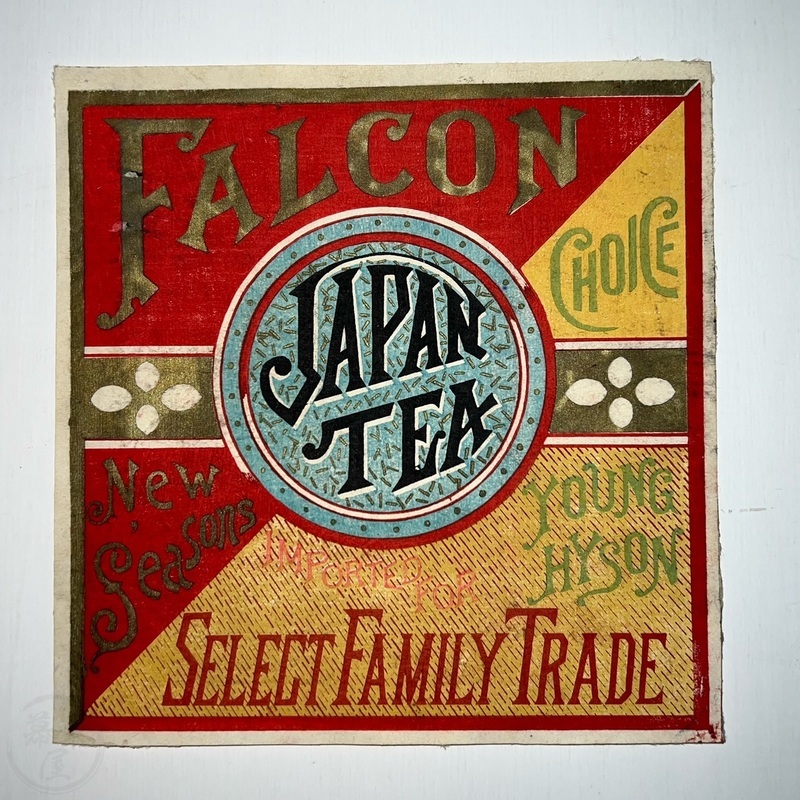 FALCON
CHOICE
JAPAN
TEA
New
Seasons
YOUNG
HYSON
IMPORTED FOR
SELECT FAMILY TRADE